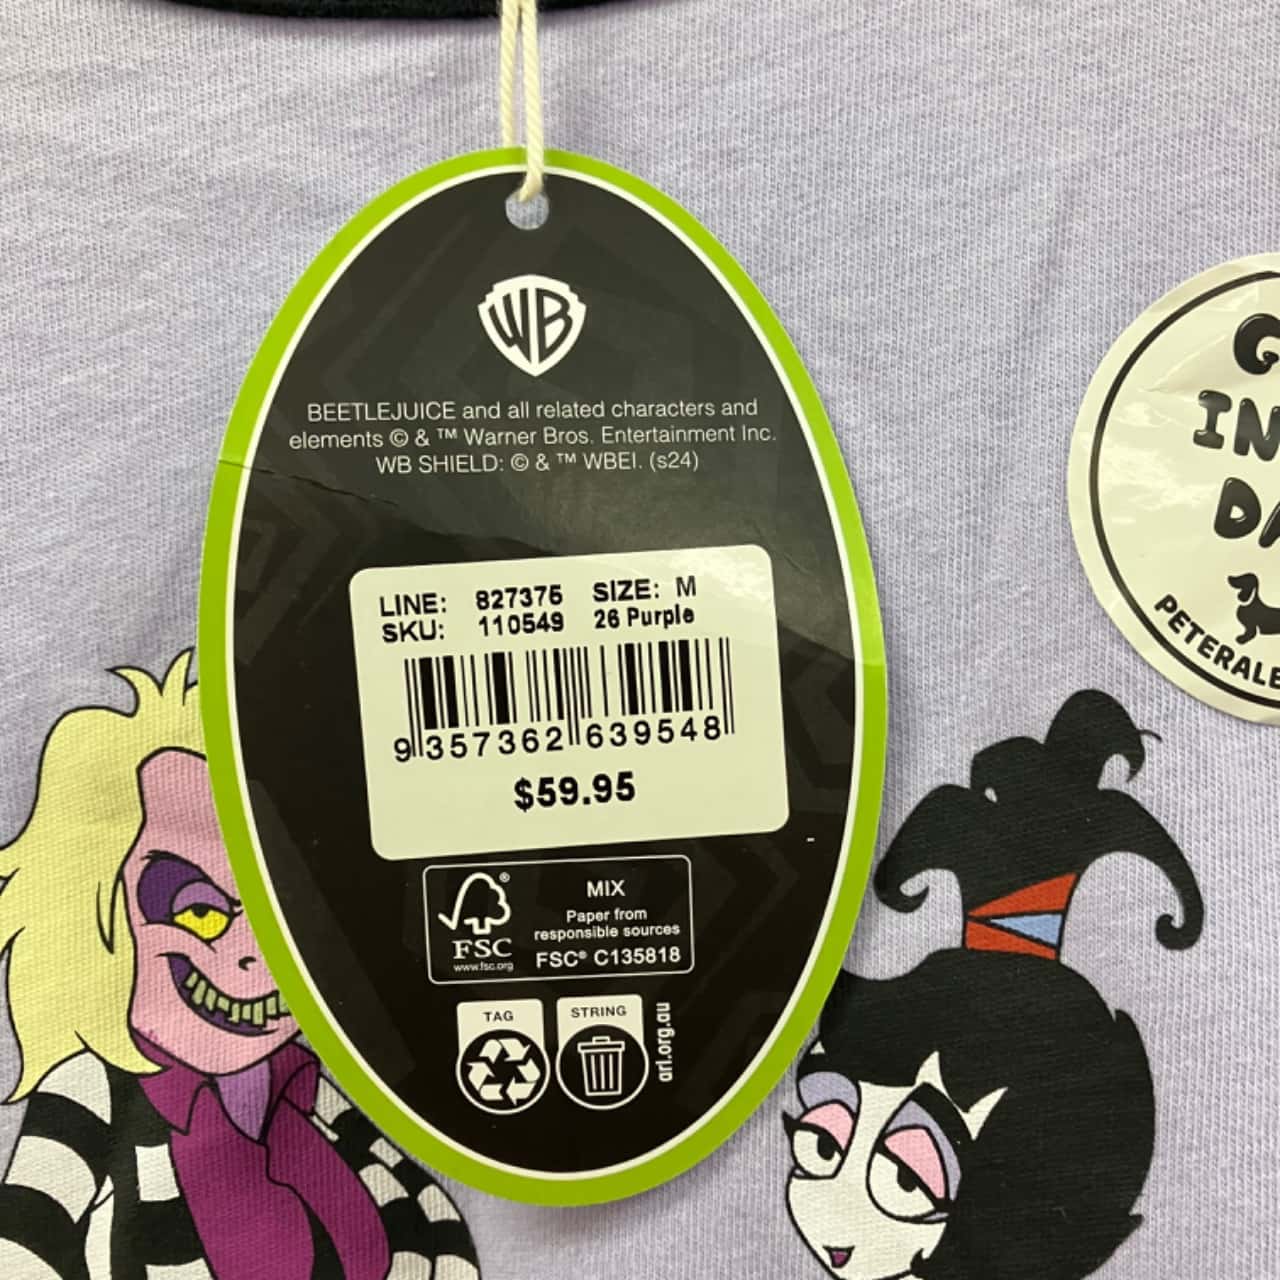 WB
BEETLEJUICE and all related characters and
elements © & ™ Warner Bros. Entertainment Inc.
WB SHIELD: © & ™ WBEI. (s24)
LINE: 827375 SIZE: M
SKU: 110549 26 Purple
9 357362 639548
$59.95
FSC®
www.fsc.org
MIX
Paper from
responsible sources
FSC® C135818
TAG
STRING
arl.org.au
G
IN
DA
PETERALE